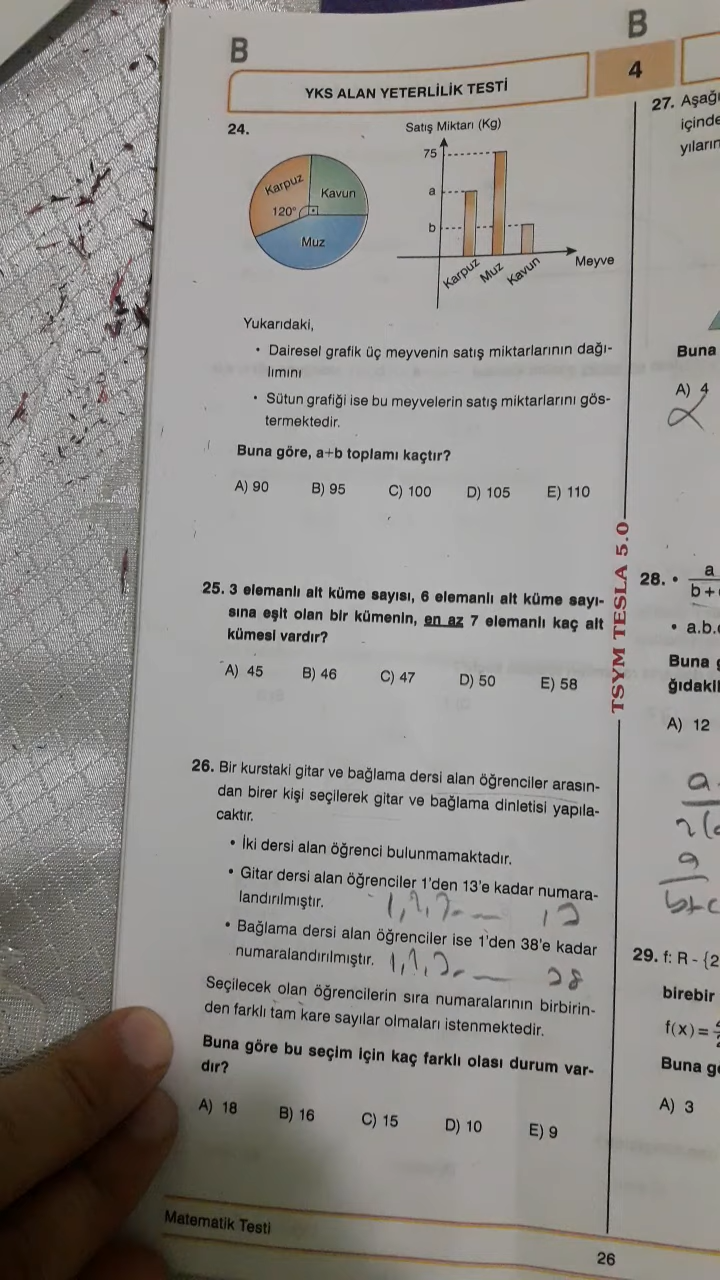 B
B
YKS ALAN YETERLİLİK TESTİ
4
24.
Satış Miktarı (Kg)
75
a
b
Karpuz
Kavun
120°
Muz
Karpuz
Muz
Kavun
Meyve
Yukarıdaki,
• Dairesel grafik üç meyvenin satış miktarlarının dağı-
lımını
• Sütun grafiği ise bu meyvelerin satış miktarlarını gös-
termektedir.
Buna göre, a+b toplamı kaçtır?
A) 90 B) 95 C) 100 D) 105 E) 110
25. 3 elemanlı alt küme sayısı, 6 elemanlı alt küme sayı-
sına eşit olan bir kümenin, en az 7 elemanlı kaç alt
kümesi vardır?
A) 45 B) 46 C) 47 D) 50 E) 58
26. Bir kurstaki gitar ve bağlama dersi alan öğrenciler arasın-
dan birer kişi seçilerek gitar ve bağlama dinletisi yapıla-
caktır.
• İki dersi alan öğrenci bulunmamaktadır.
• Gitar dersi alan öğrenciler 1'den 13'e kadar numara-
landırılmıştır.
• Bağlama dersi alan öğrenciler ise 1'den 38'e kadar
numaralandırılmıştır.
Seçilecek olan öğrencilerin sıra numaralarının birbirin-
den farklı tam kare sayılar olmaları istenmektedir.
Buna göre bu seçim için kaç farklı olası durum var-
dır?
A) 18 B) 16 C) 15 D) 10 E) 9
Matematik Testi
26
TSYM TESLA 5.0
27. Aşağı
içinde
yıların
Buna
A) 4
28. • a
b+
• a.b.
Buna
ğıdakil
A) 12
a
a
b+c
29. f: R - {2
birebir
f(x)=
Buna
A) 3